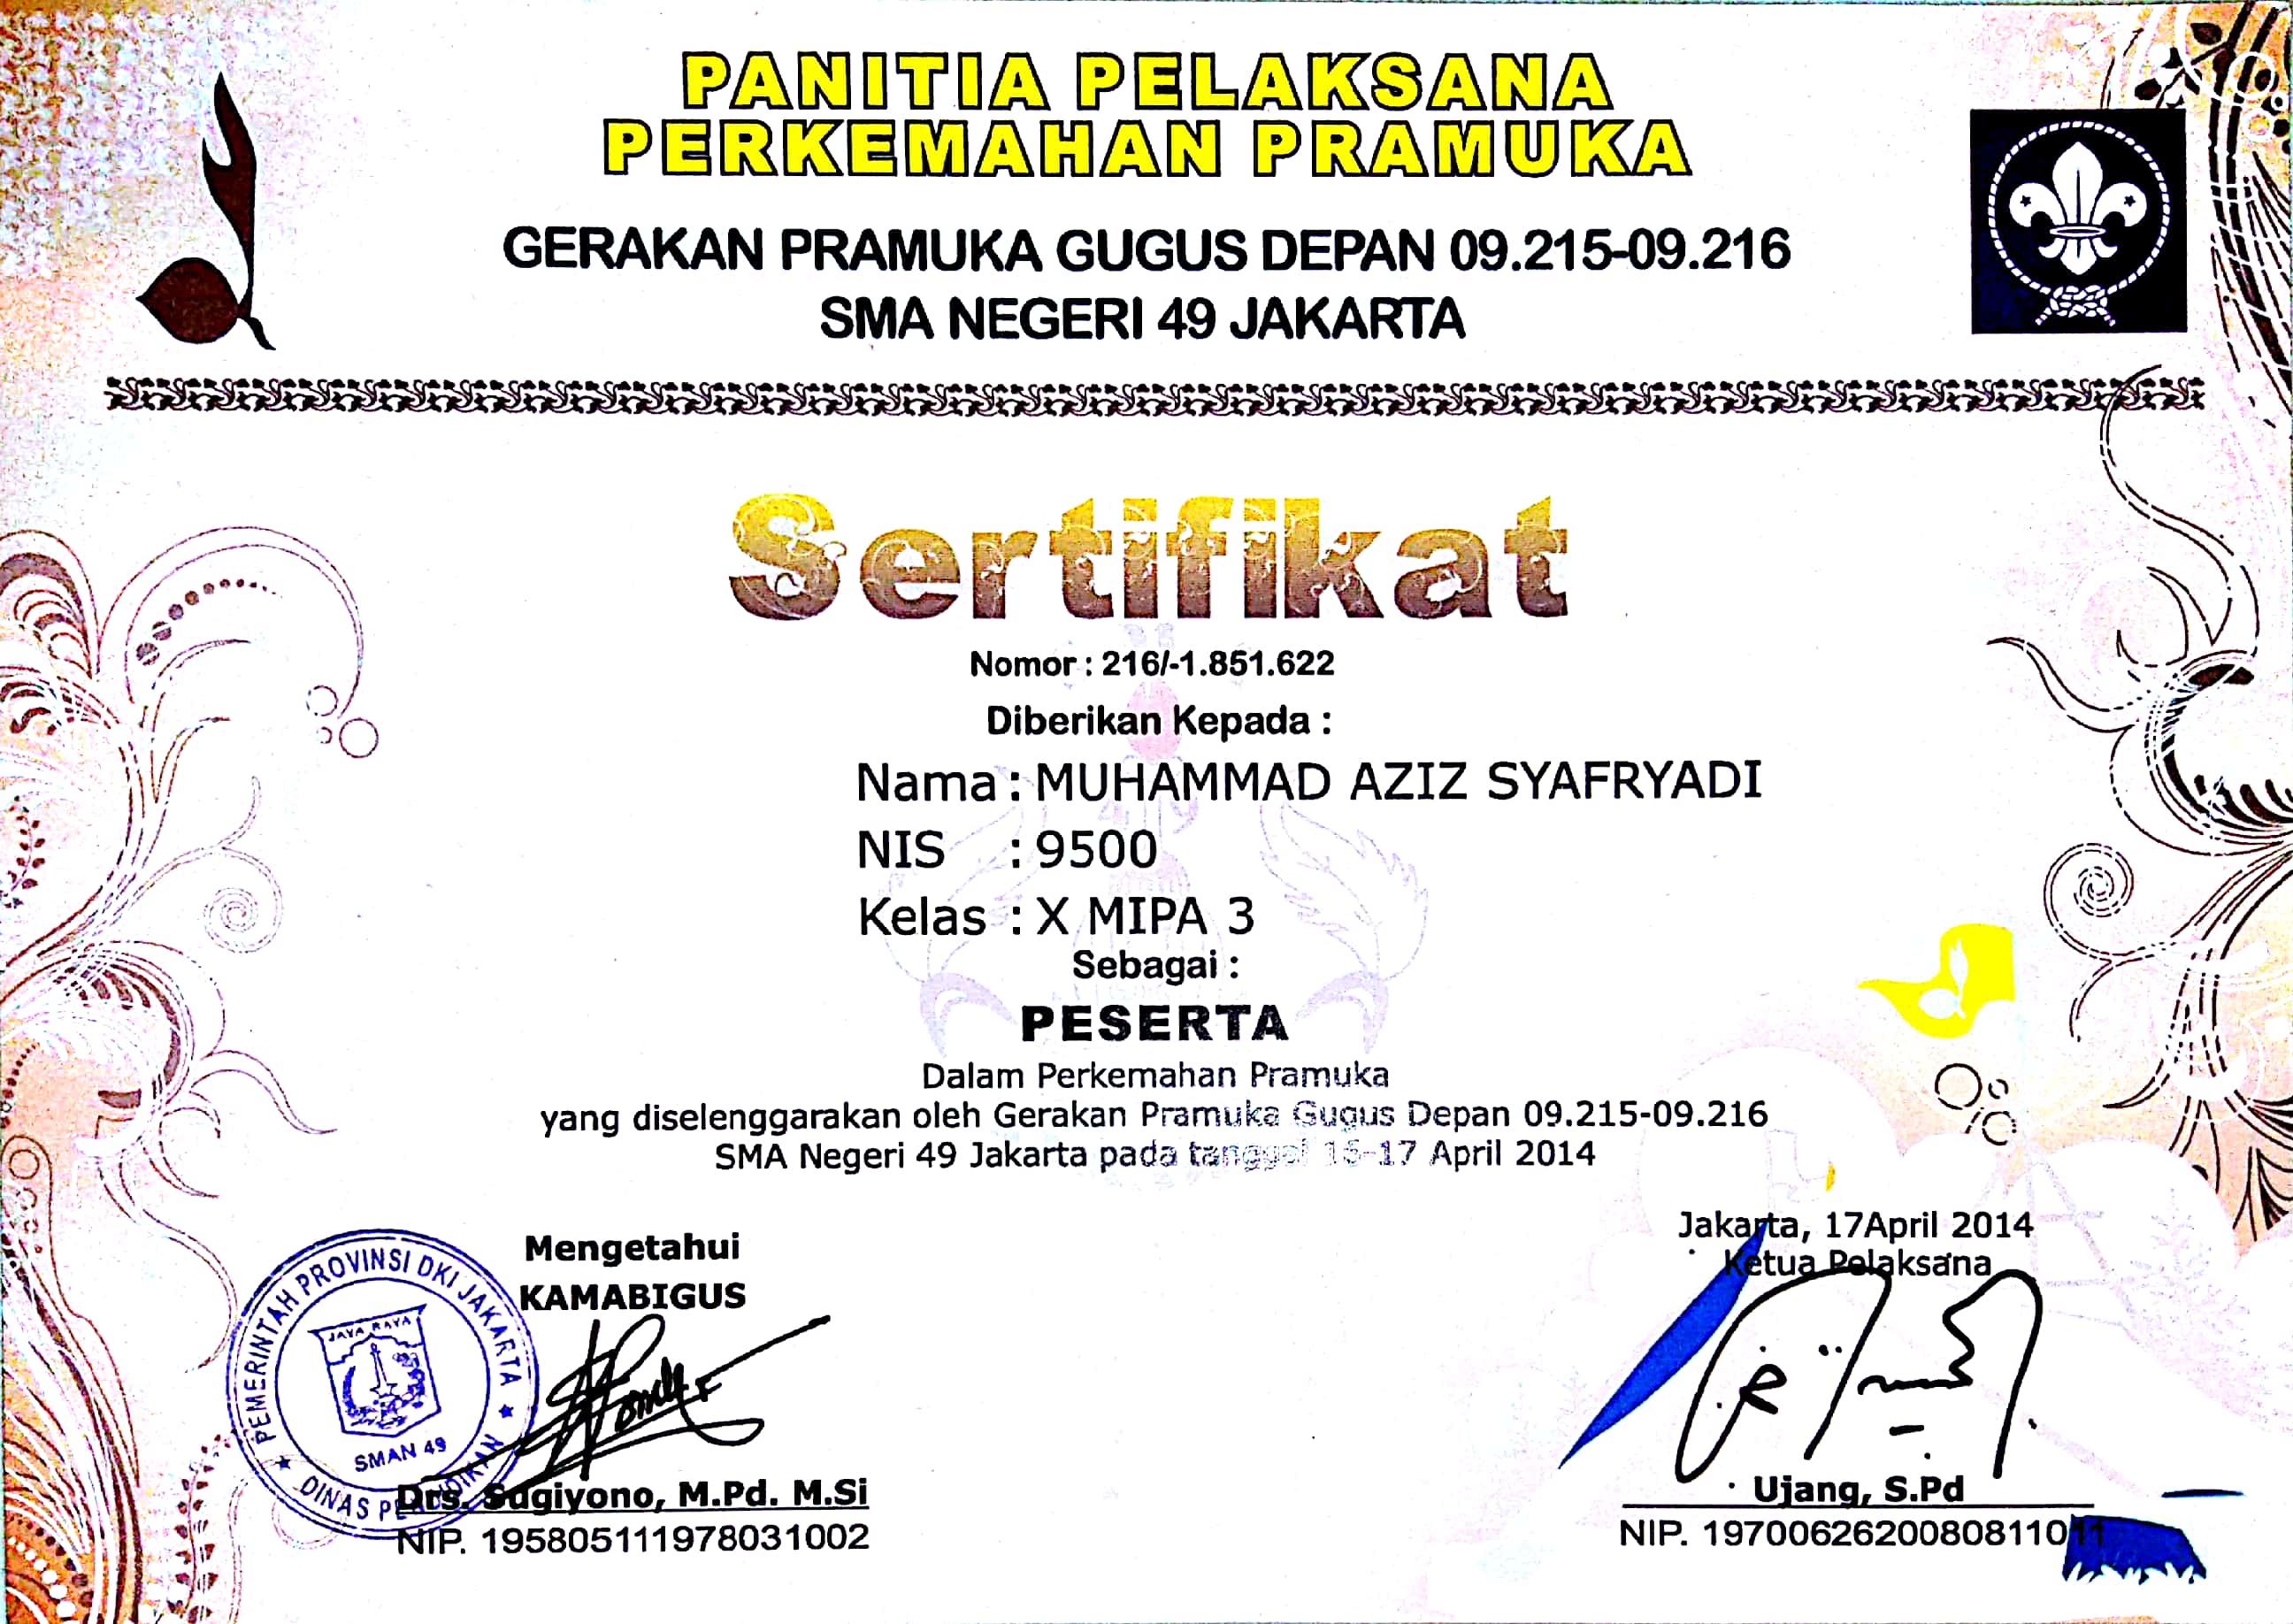 PANITIA PELAKSANA
PERKEMAHAN PRAMUKA
GERAKAN PRAMUKA GUGUS DEPAN 09.215-09.216
SMA NEGERI 49 JAKARTA
Sertifikat
Nomor : 216/-1.851.622
Diberikan Kepada :
Nama : MUHAMMAD AZIZ SYAFRYADI
NIS : 9500
Kelas : X MIPA 3
Sebagai :
PESERTA
Dalam Perkemahan Pramuka
yang diselenggarakan oleh Gerakan Pramuka Gugus Depan 09.215-09.216
SMA Negeri 49 Jakarta pada tanggal April 2014
Mengetahui
KAMABIGUS
PEMERINTAH PROVINSI DKI JAKARTA
JAYA RAYA
SMAN 49
DINAS PENDIDIKAN
Drs. Sugiyono, M.Pd. M.Si
NIP. 195805111978031002
Jakarta, 17April 2014
Ketua Pelaksana
Ujang, S.Pd
NIP. 197006262008081101​1